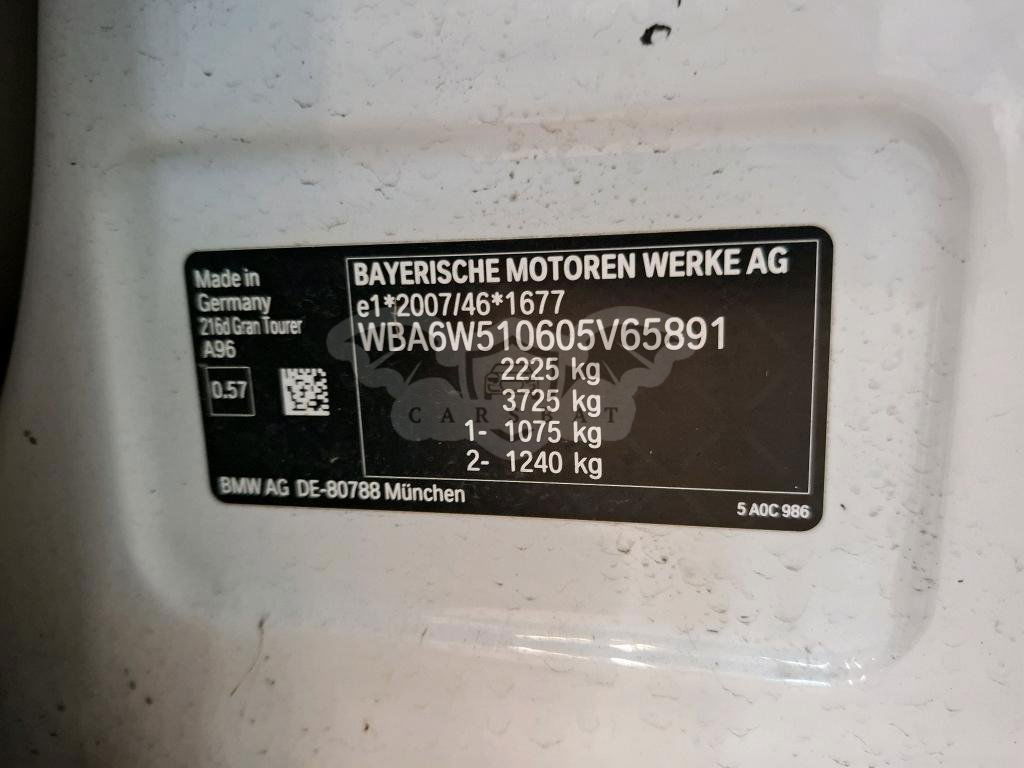 Made in
Germany
216d Gran Tourer
A96
0.57
BAYERISCHE MOTOREN WERKE AG
e1*2007/46*1677
WBA6W510605V65891
2225 kg
3725 kg
1- 1075 kg
2- 1240 kg
CARSBAT
BMW AG DE-80788 München
5 A0C 986